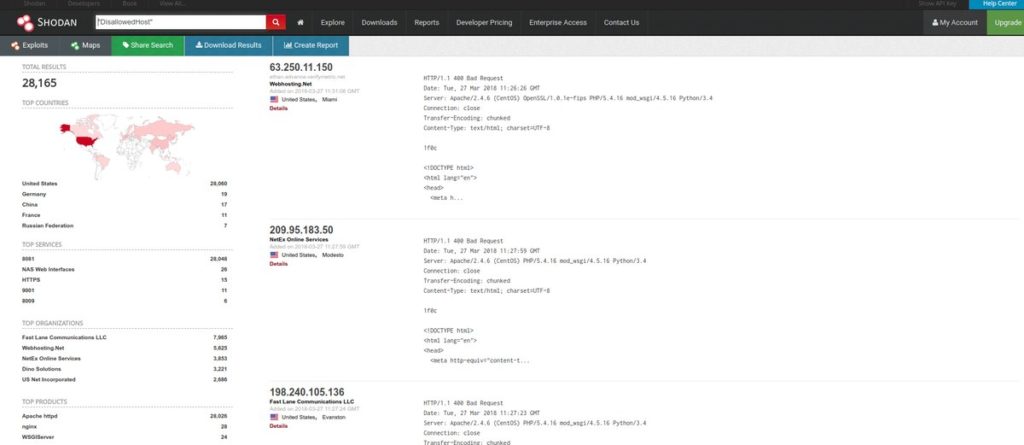 Shodan Developers Book View All... Show API Key Help Center
SHODAN "DisallowedHost" Explore Downloads Reports Developer Pricing Enterprise Access Contact Us My Account Upgrade
Exploits Maps Share Search Download Results Create Report
TOTAL RESULTS
28,165
TOP COUNTRIES
United States 28,060
Germany 19
China 17
France 11
Russian Federation 7
TOP SERVICES
8081 28,048
NAS Web Interfaces 26
HTTPS 15
9001 11
8009 6
TOP ORGANIZATIONS
Fast Lane Communications LLC 7,965
Webhosting.Net 5,625
NetEx Online Services 3,853
Dino Solutions 3,221
US Net Incorporated 2,686
TOP PRODUCTS
Apache httpd 28,026
nginx 28
WSGIServer 24
63.250.11.150
Webhosting.Net
Added on 2018-03-27 11:51:06 GMT
United States, Miami
Details
HTTP/1.1 400 Bad Request
Date: Tue, 27 Mar 2018 11:26:26 GMT
Server: Apache/2.4.6 (CentOS) OpenSSL/1.0.1e-fips PHP/5.4.16 mod_wsgi/4.5.16 Python/3.4
Connection: close
Transfer-Encoding: chunked
Content-Type: text/html; charset=UTF-8
1f0c
<!DOCTYPE html>
<html lang="en">
<head>
<meta h...
209.95.183.50
NetEx Online Services
Added on 2018-03-27 11:27:59 GMT
United States, Modesto
Details
HTTP/1.1 400 Bad Request
Date: Tue, 27 Mar 2018 11:27:59 GMT
Server: Apache/2.4.6 (CentOS) PHP/5.4.16 mod_wsgi/4.5.16 Python/3.4
Connection: close
Transfer-Encoding: chunked
Content-Type: text/html; charset=UTF-8
1f0c
<!DOCTYPE html>
<html lang="en">
<head>
<meta http-equiv="content-t...
198.240.105.136
Fast Lane Communications LLC
Added on 2018-03-27 11:27:24 GMT
United States, Evanston
Details
HTTP/1.1 400 Bad Request
Date: Tue, 27 Mar 2018 11:27:23 GMT
Server: Apache/2.4.6 (CentOS) PHP/5.4.16 mod_wsgi/4.5.16 Python/3.4
Connection: close
Transfer-Encoding: chunked